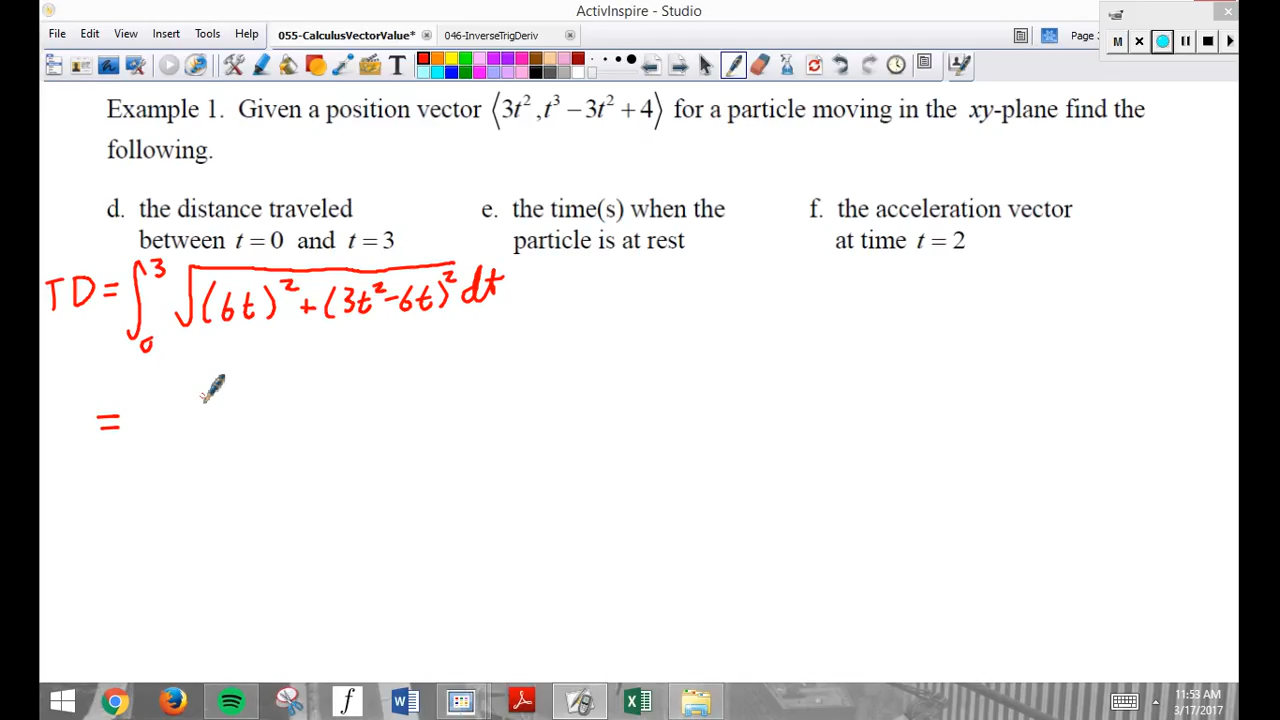 ActivInspire - Studio
File Edit View Insert Tools Help 055-CalculusVectorValue* 046-InverseTrigDeriv Page 3
M
T
Example 1. Given a position vector ⟨3t², t³ − 3t² + 4⟩ for a particle moving in the xy-plane find the
following.
d. the distance traveled
between t = 0 and t = 3
e. the time(s) when the
particle is at rest
f. the acceleration vector
at time t = 2
TD = ∫₀³ √((6t)² + (3t²-6t)²) dt
=
11:53 AM
3/17/2017